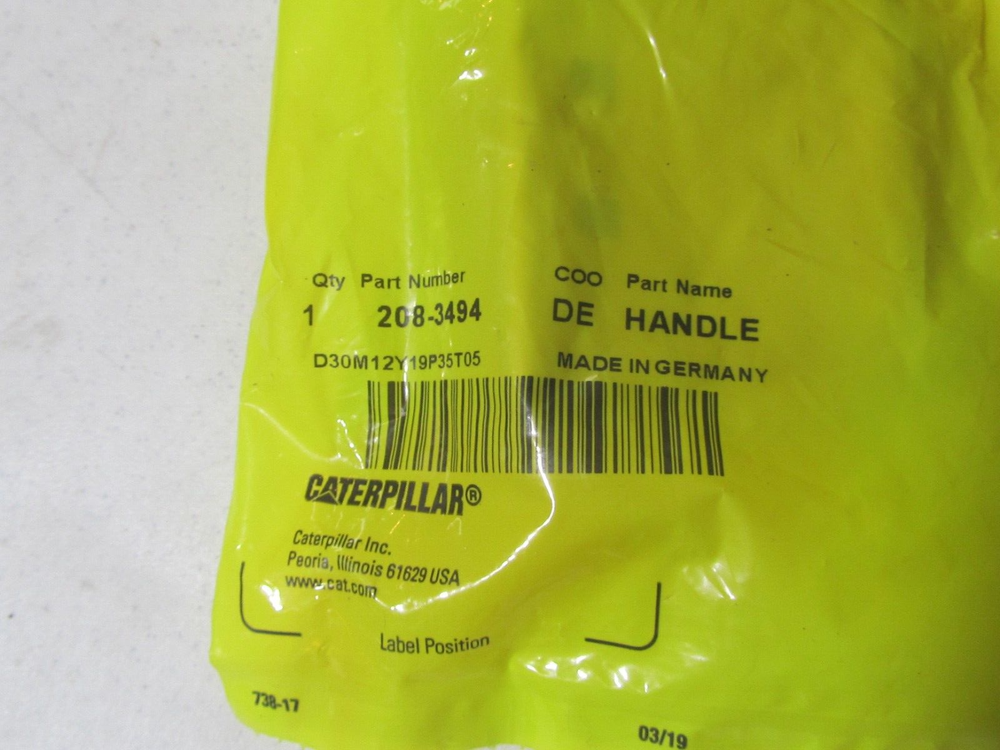 Qty Part Number COO Part Name
1 208-3494 DE HANDLE
D30M12Y19P35T05 MADE IN GERMANY
CATERPILLAR®
Caterpillar Inc.
Peoria, Illinois 61629 USA
www.cat.com
Label Position
738-17
03/19